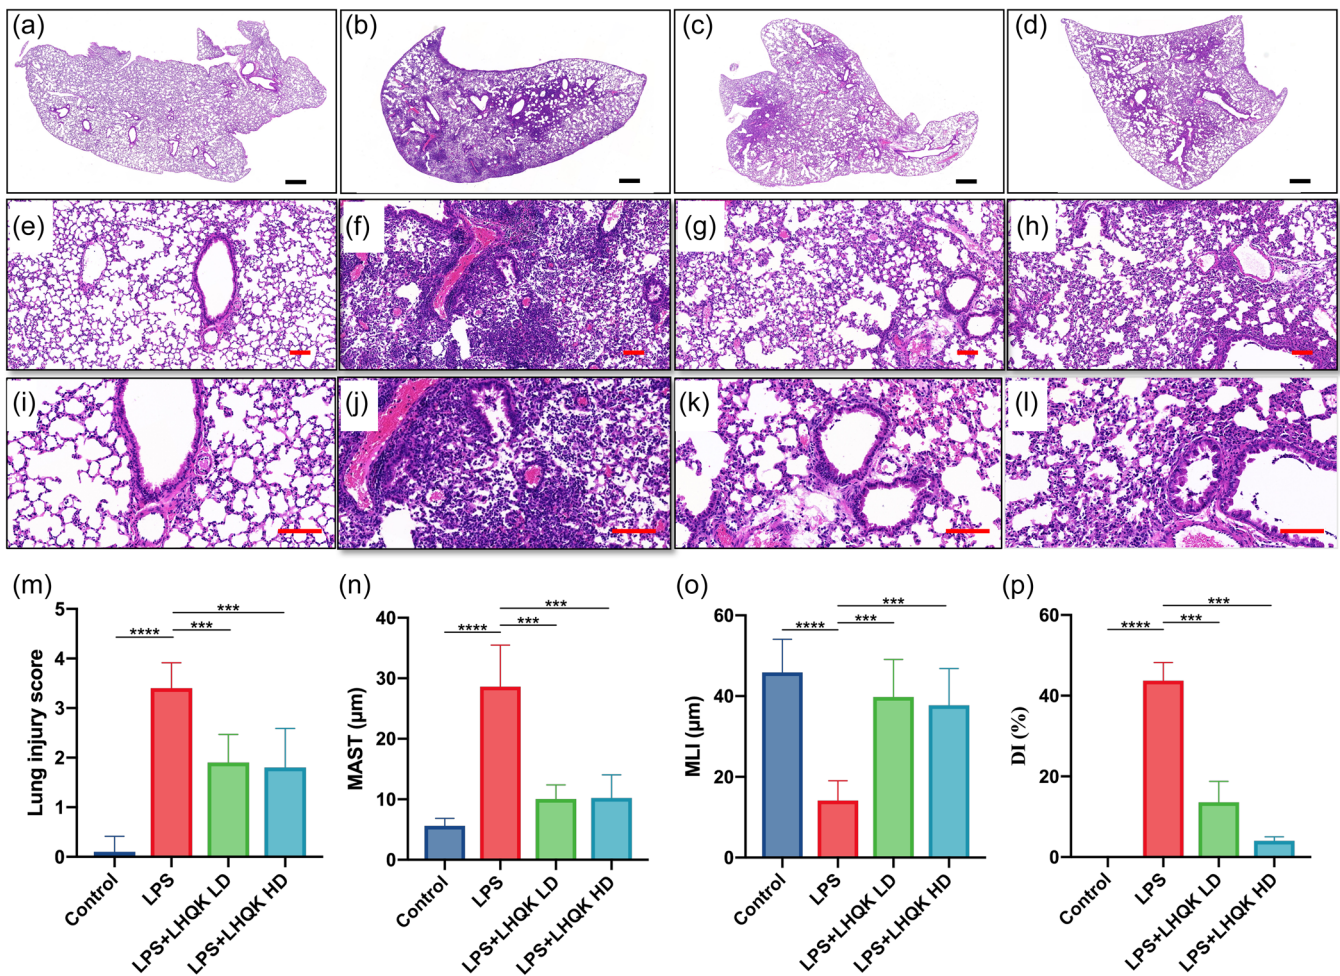 (a) (b) (c) (d)
(e) (f) (g) (h)
(i) (j) (k) (l)
(m) (n) (o) (p)
Lung injury score
5
4
3
2
1
0
**** *** ***
Control LPS LPS+LHQK LD LPS+LHQK HD
MAST (μm)
40
30
20
10
0
**** *** ***
Control LPS LPS+LHQK LD LPS+LHQK HD
MLI (μm)
60
40
20
0
**** *** ***
Control LPS LPS+LHQK LD LPS+LHQK HD
DI (%)
60
40
20
0
**** *** ***
Control LPS LPS+LHQK LD LPS+LHQK HD